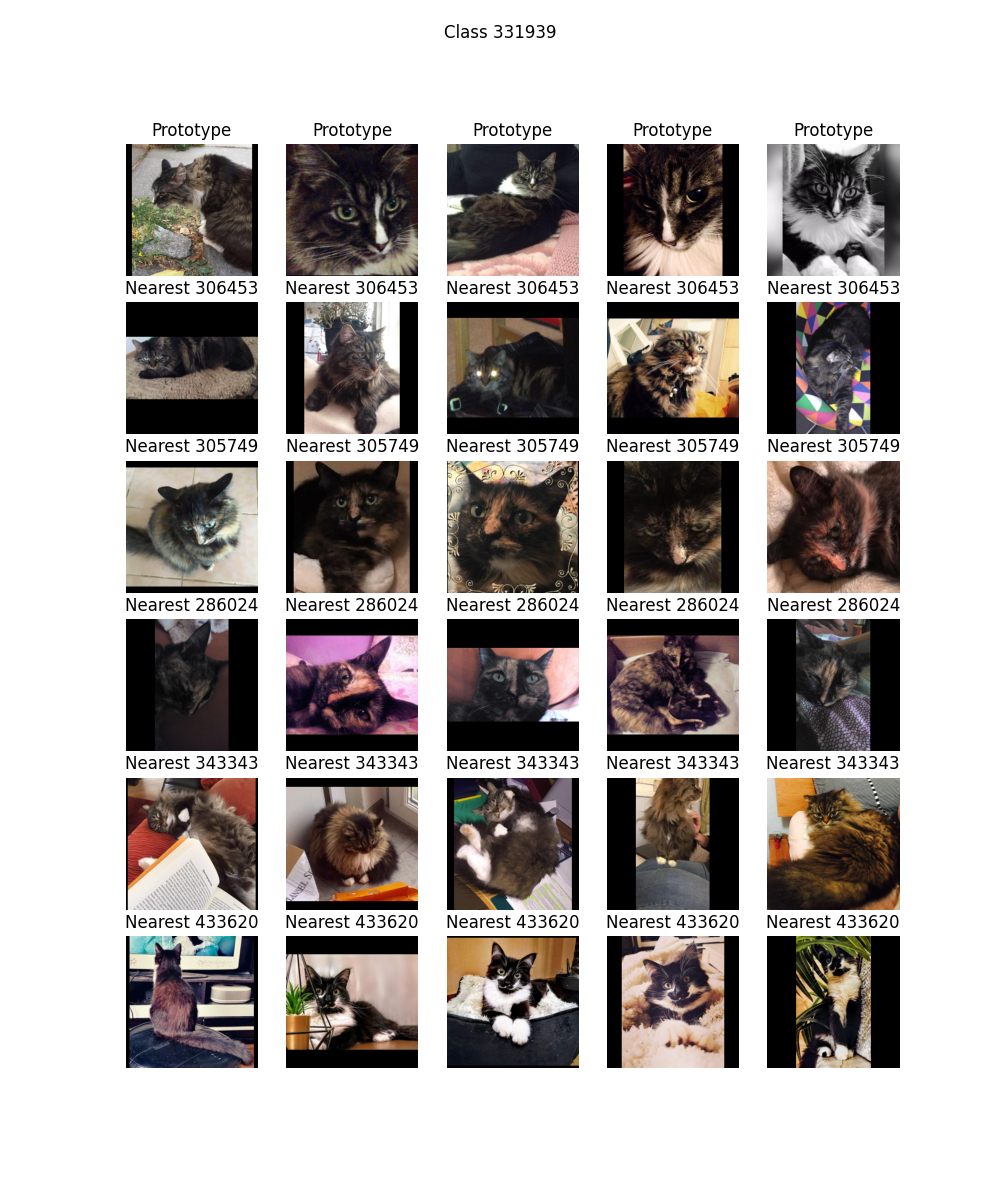 Class 331939
Prototype Prototype Prototype Prototype Prototype
Nearest 306453 Nearest 306453 Nearest 306453 Nearest 306453 Nearest 306453
Nearest 305749 Nearest 305749 Nearest 305749 Nearest 305749 Nearest 305749
Nearest 286024 Nearest 286024 Nearest 286024 Nearest 286024 Nearest 286024
Nearest 343343 Nearest 343343 Nearest 343343 Nearest 343343 Nearest 343343
Nearest 433620 Nearest 433620 Nearest 433620 Nearest 433620 Nearest 433620